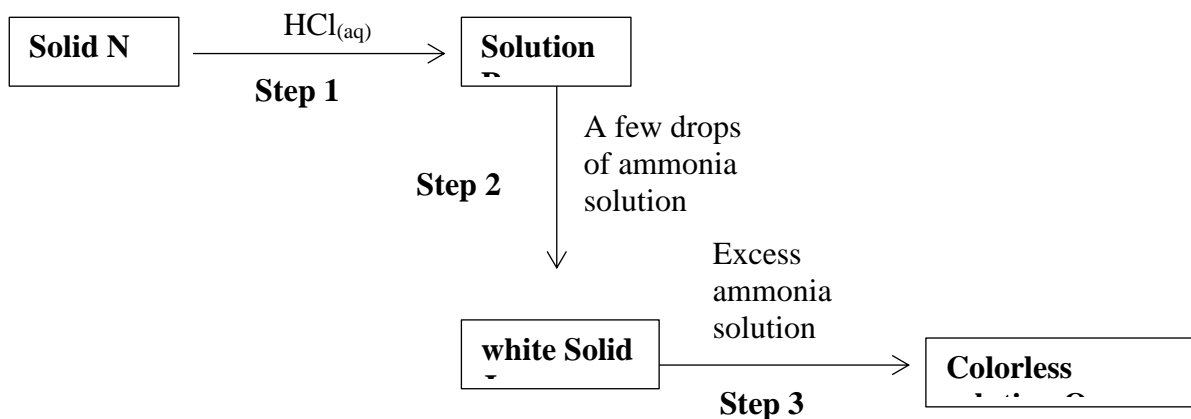 Solid N
HCl(aq)
Step 1
Solution
A few drops
of ammonia
solution
Step 2
white Solid
Excess
ammonia
solution
Step 3
Colorless